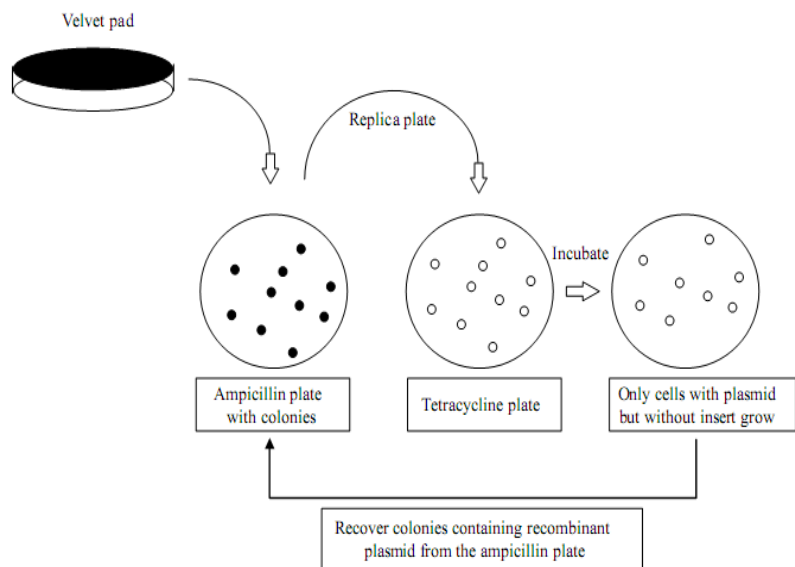 Velvet pad
Replica plate
Incubate
Ampicillin plate
with colonies
Tetracycline plate
Only cells with plasmid
but without insert grow
Recover colonies containing recombinant
plasmid from the ampicillin plate